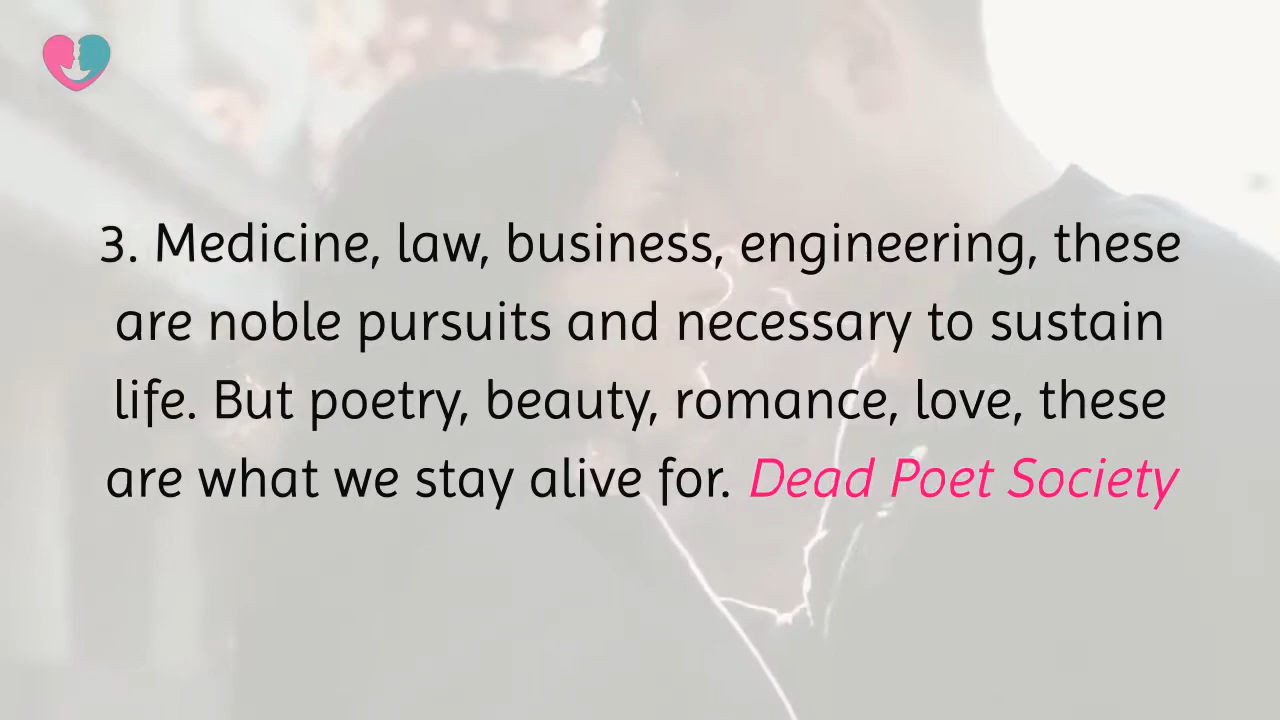 3. Medicine, law, business, engineering, these
are noble pursuits and necessary to sustain
life. But poetry, beauty, romance, love, these
are what we stay alive for. Dead Poet Society